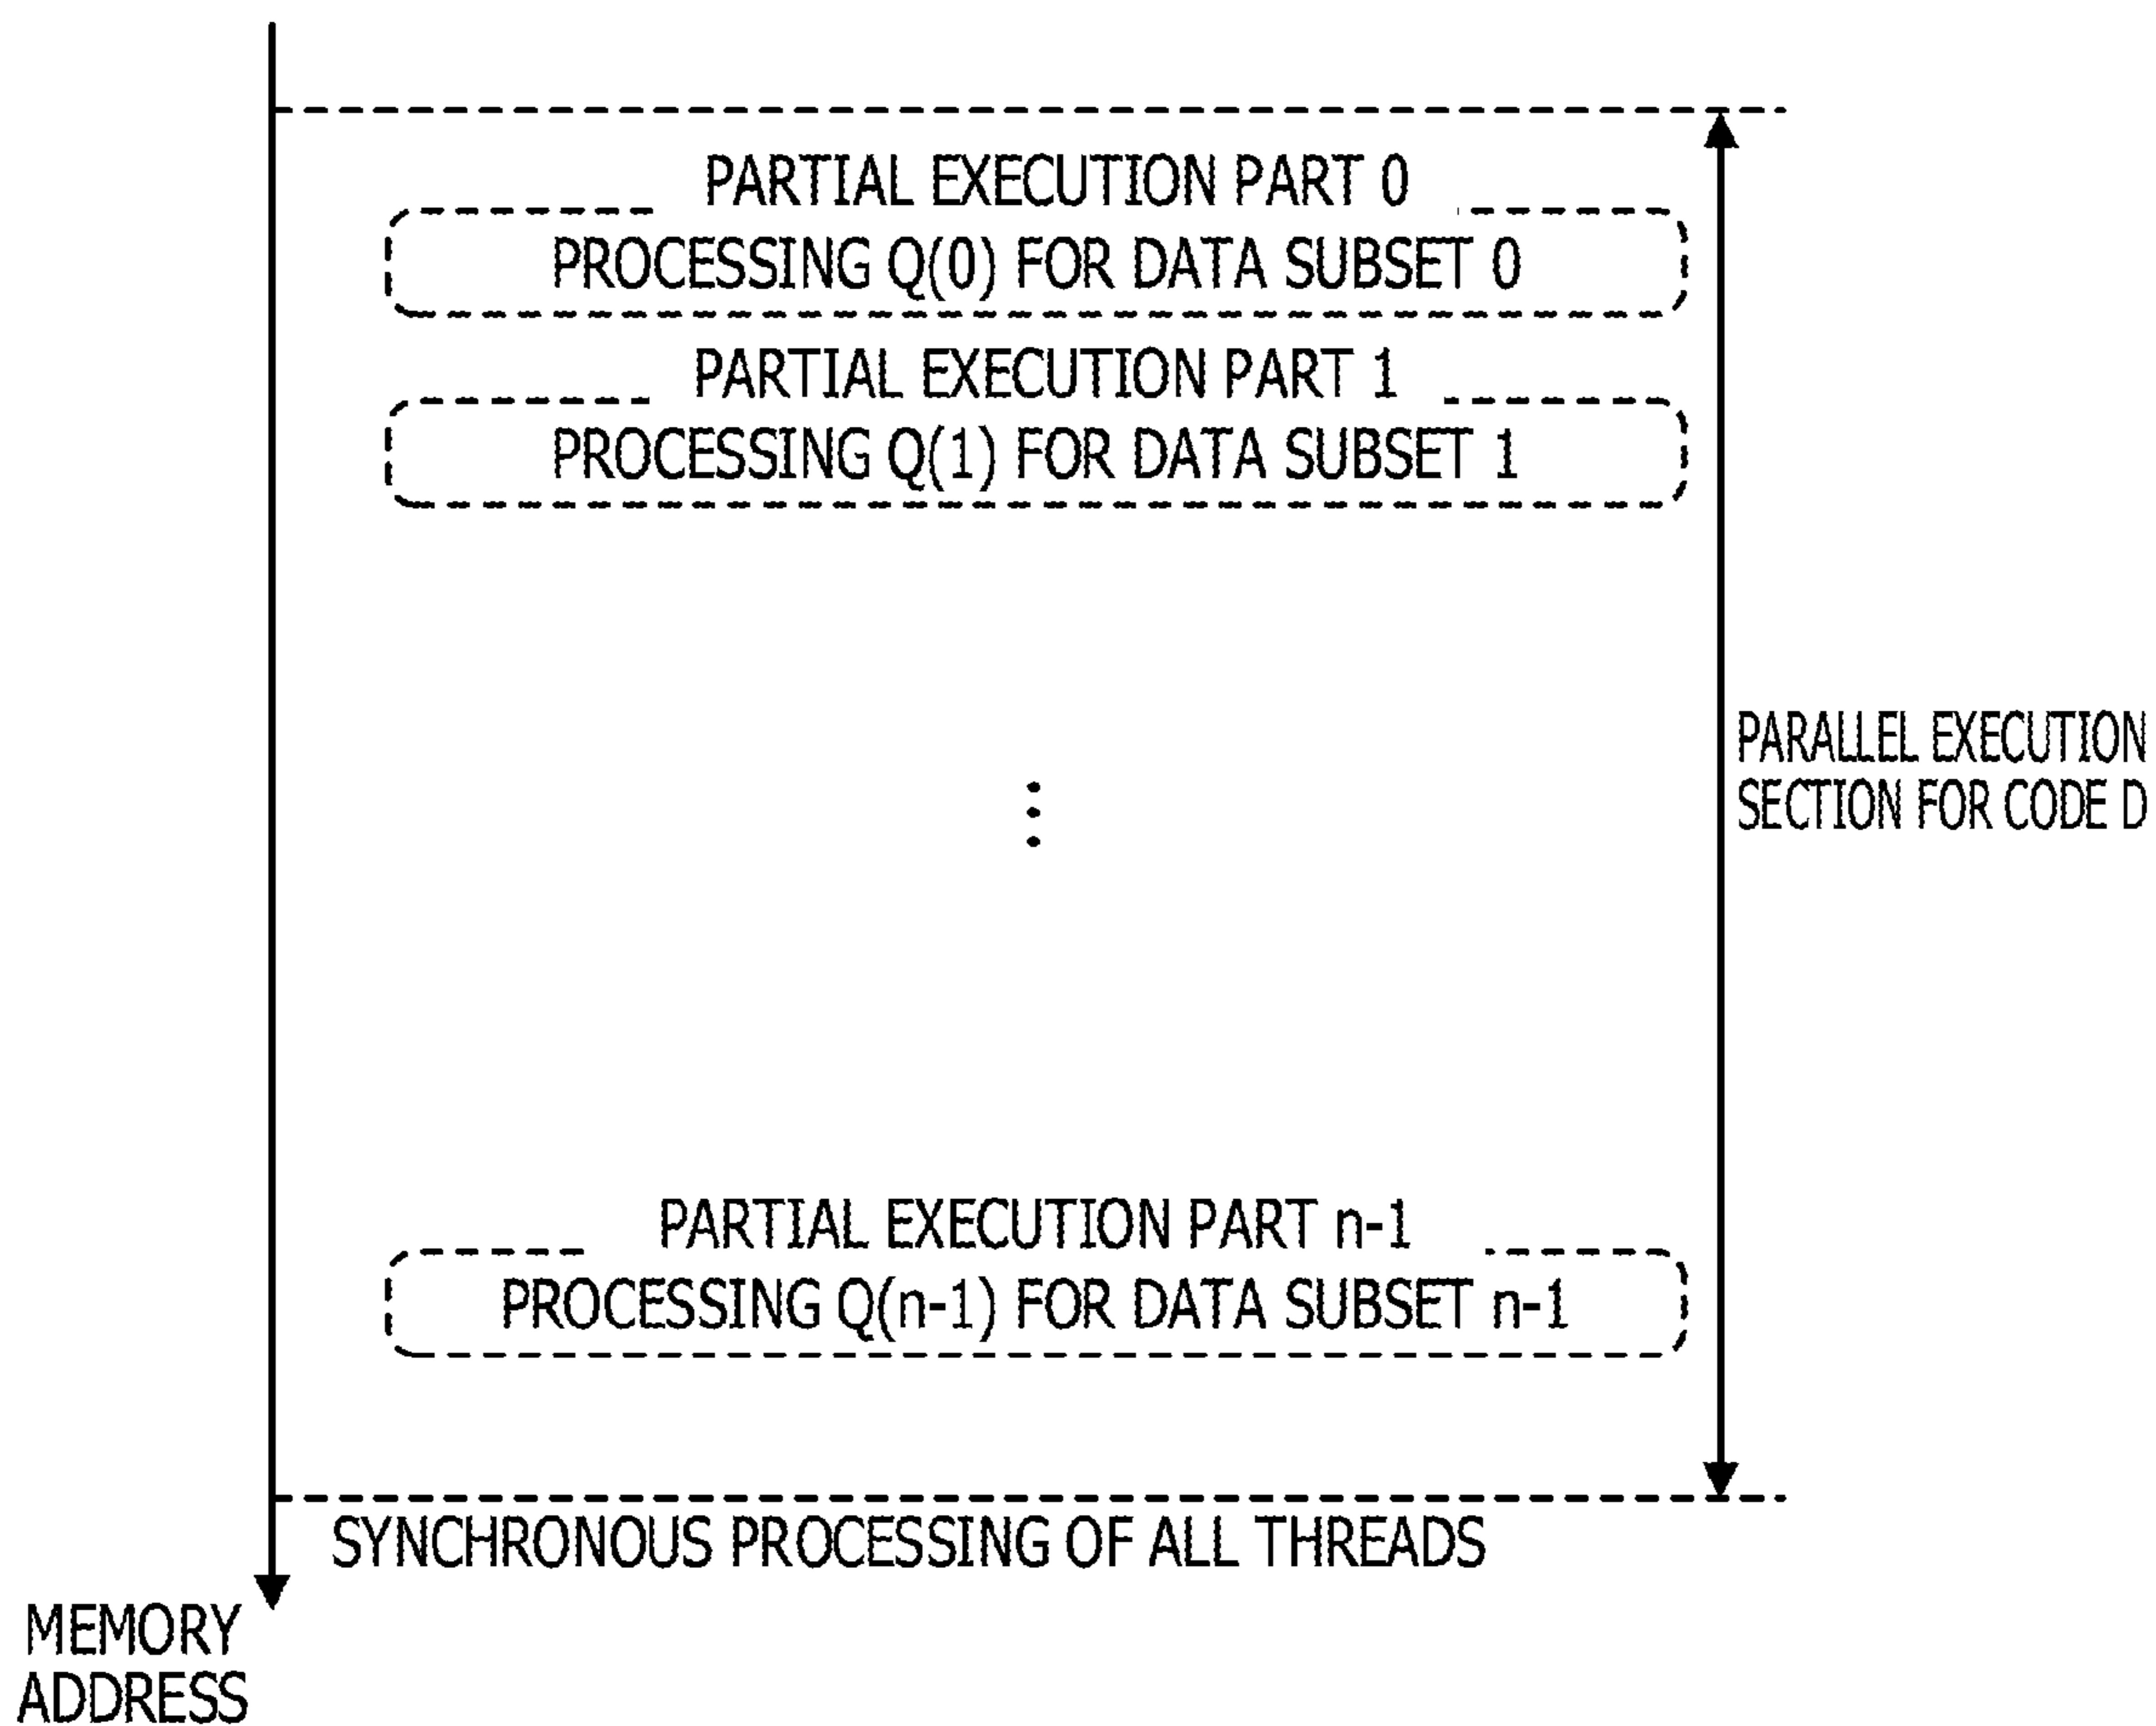 PARTIAL EXECUTION PART 0
PROCESSING Q(0) FOR DATA SUBSET 0
PARTIAL EXECUTION PART 1
PROCESSING Q(1) FOR DATA SUBSET 1
PARALLEL EXECUTION
SECTION FOR CODE D
PARTIAL EXECUTION PART n-1
PROCESSING Q(n-1) FOR DATA SUBSET n-1
SYNCHRONOUS PROCESSING OF ALL THREADS
MEMORY
ADDRESS